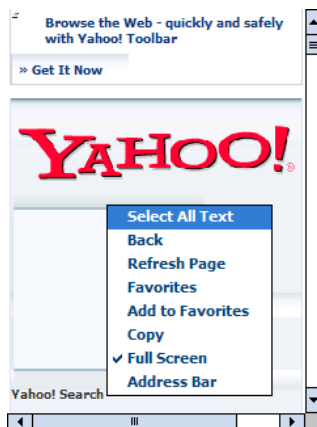 Browse the Web - quickly and safely
with Yahoo! Toolbar
» Get It Now
YAHOO!®
Select All Text
Back
Refresh Page
Favorites
Add to Favorites
Copy
✓ Full Screen
Address Bar
Yahoo! Search